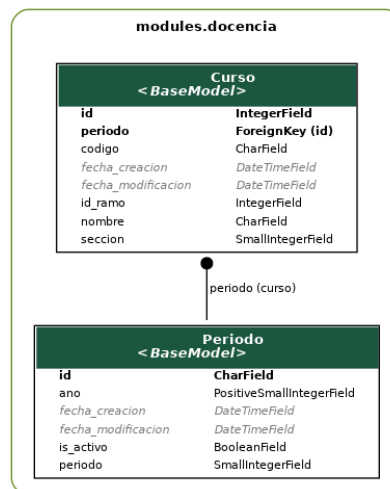 modules.docencia
Curso
<BaseModel>
id IntegerField
periodo ForeignKey (id)
codigo CharField
fecha_creacion DateTimeField
fecha_modificacion DateTimeField
id_ramo IntegerField
nombre CharField
seccion SmallIntegerField
periodo (curso)
Periodo
<BaseModel>
id CharField
ano PositiveSmallIntegerField
fecha_creacion DateTimeField
fecha_modificacion DateTimeField
is_activo BooleanField
periodo SmallIntegerField